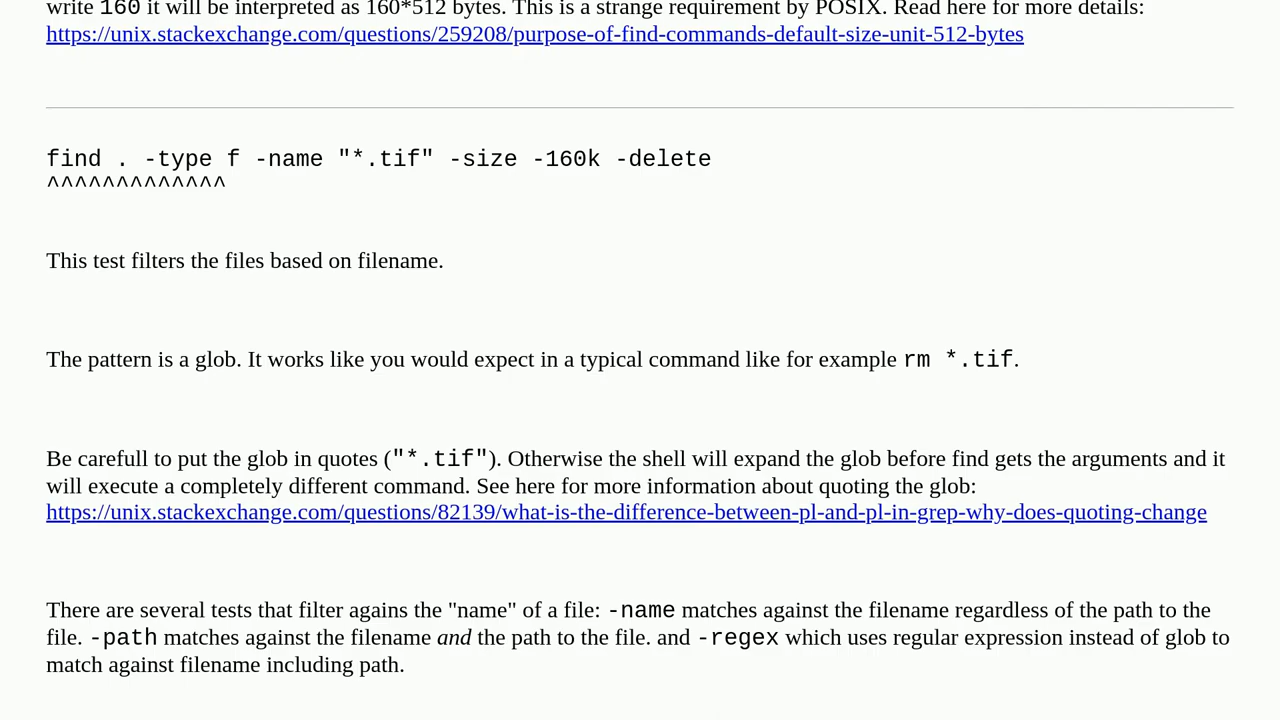 write 160 it will be interpreted as 160*512 bytes. This is a strange requirement by POSIX. Read here for more details:
https://unix.stackexchange.com/questions/259208/purpose-of-find-commands-default-size-unit-512-bytes
find . -type f -name "*.tif" -size -160k -delete
^^^^^^^^^^^^^
This test filters the files based on filename.
The pattern is a glob. It works like you would expect in a typical command like for example rm *.tif.
Be carefull to put the glob in quotes ("*.tif"). Otherwise the shell will expand the glob before find gets the arguments and it
will execute a completely different command. See here for more information about quoting the glob:
https://unix.stackexchange.com/questions/82139/what-is-the-difference-between-pl-and-pl-in-grep-why-does-quoting-change
There are several tests that filter agains the "name" of a file: -name matches against the filename regardless of the path to the
file. -path matches against the filename and the path to the file. and -regex which uses regular expression instead of glob to
match against filename including path.